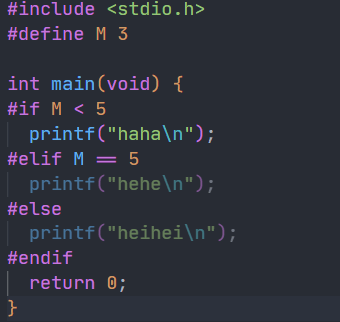 #include <stdio.h>
#define M 3

int main(void) {
#if M < 5
  printf("haha\n");
#elif M == 5
  printf("hehe\n");
#else
  printf("heihei\n");
#endif
  return 0;
}